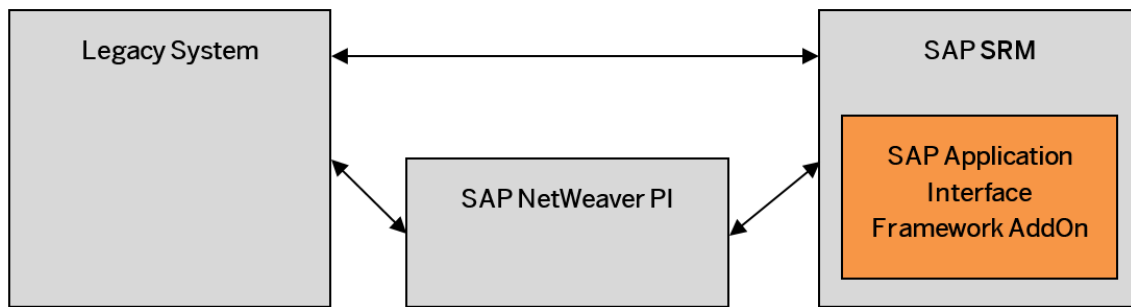 Legacy System
SAP SRM
SAP Application
Interface
Framework AddOn
SAP NetWeaver PI